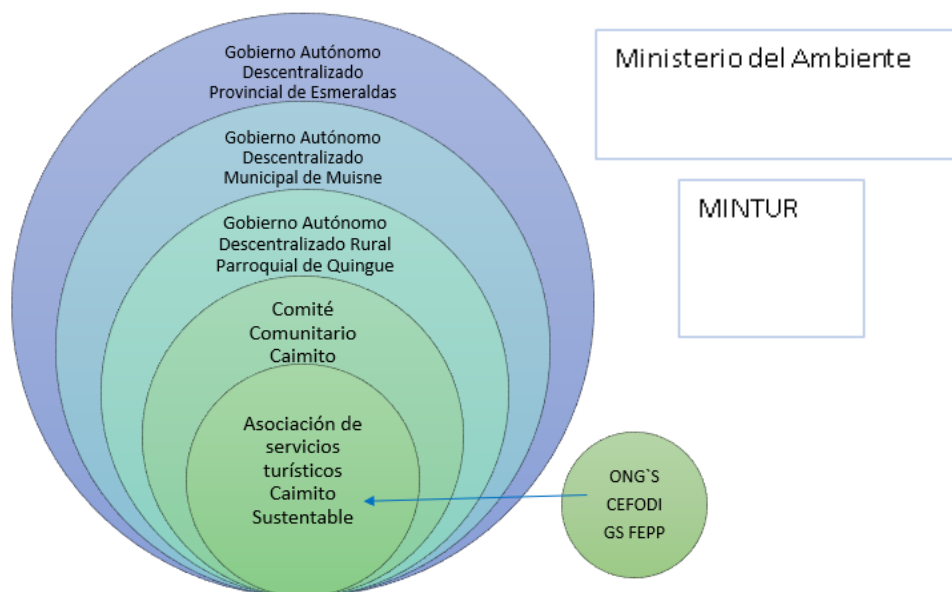 Gobierno Autónomo
Descentralizado
Provincial de Esmeraldas
Gobierno Autónomo
Descentralizado
Municipal de Muisne
Gobierno Autónomo
Descentralizado Rural
Parroquial de Quingue
Comité
Comunitario
Caimito
Asociación de
servicios
turísticos
Caimito
Sustentable
Ministerio del Ambiente
MINTUR
ONG`S
CEFODI
GS FEPP